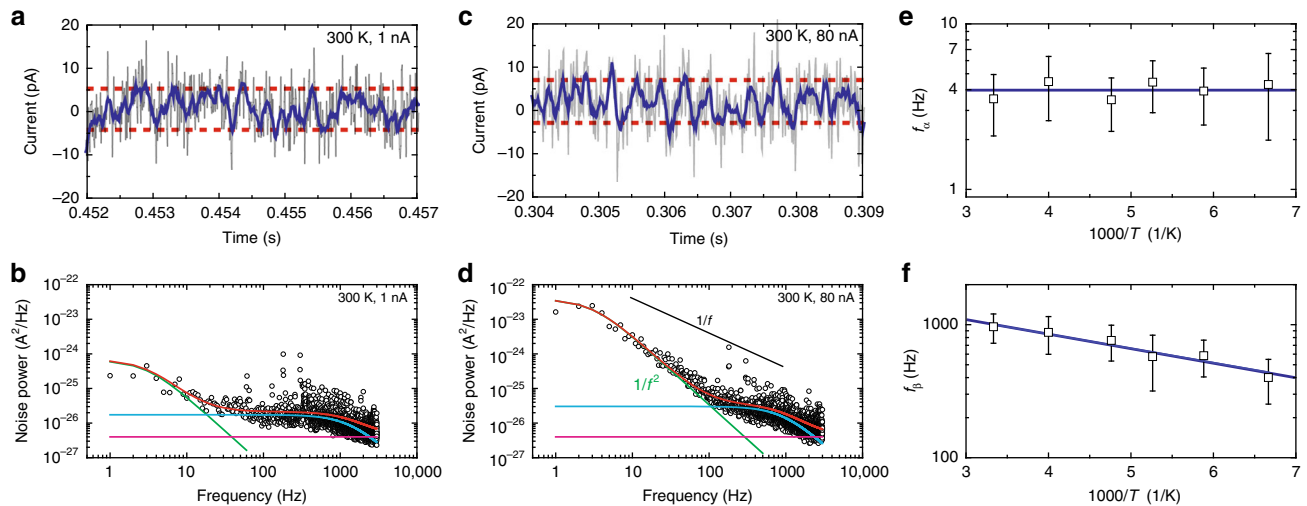 a
300 K, 1 nA
Current (pA)
20
10
0
−10
−20
0.452 0.453 0.454 0.455 0.456 0.457
Time (s)
b
300 K, 1 nA
Noise power (A²/Hz)
10⁻²²
10⁻²³
10⁻²⁴
10⁻²⁵
10⁻²⁶
10⁻²⁷
1 10 100 1000 10,000
Frequency (Hz)
c
300 K, 80 nA
Current (pA)
20
10
0
−10
−20
0.304 0.305 0.306 0.307 0.308 0.309
Time (s)
d
300 K, 80 nA
1/f
1/f²
Noise power (A²/Hz)
10⁻²²
10⁻²³
10⁻²⁴
10⁻²⁵
10⁻²⁶
10⁻²⁷
1 10 100 1000 10,000
Frequency (Hz)
e
fα (Hz)
10
7
4
1
3 4 5 6 7
1000/T (1/K)
f
fβ (Hz)
1000
100
3 4 5 6 7
1000/T (1/K)